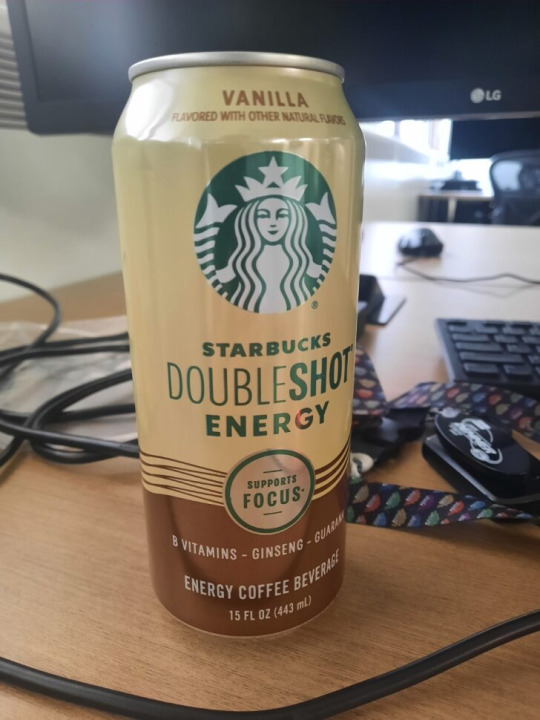 LG
VANILLA
FLAVORED WITH OTHER NATURAL FLAVORS
®
STARBUCKS
DOUBLESHOT
ENERGY
SUPPORTS
FOCUS
B VITAMINS - GINSENG - GUARANA
ENERGY COFFEE BEVERAGE
15 FL OZ (443 mL)